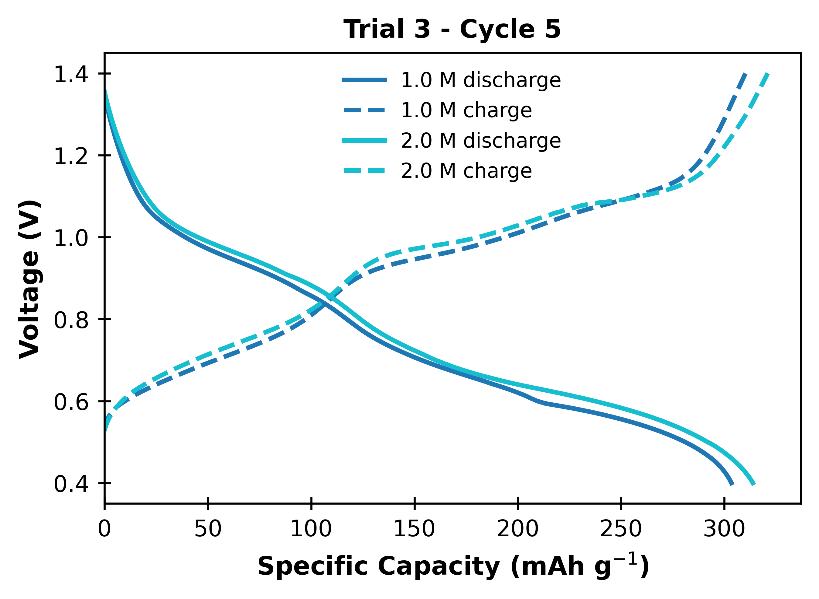 Trial 3 - Cycle 5
1.0 M discharge
1.0 M charge
2.0 M discharge
2.0 M charge
Voltage (V)
1.4
1.2
1.0
0.8
0.6
0.4
0 50 100 150 200 250 300
Specific Capacity (mAh g⁻¹)